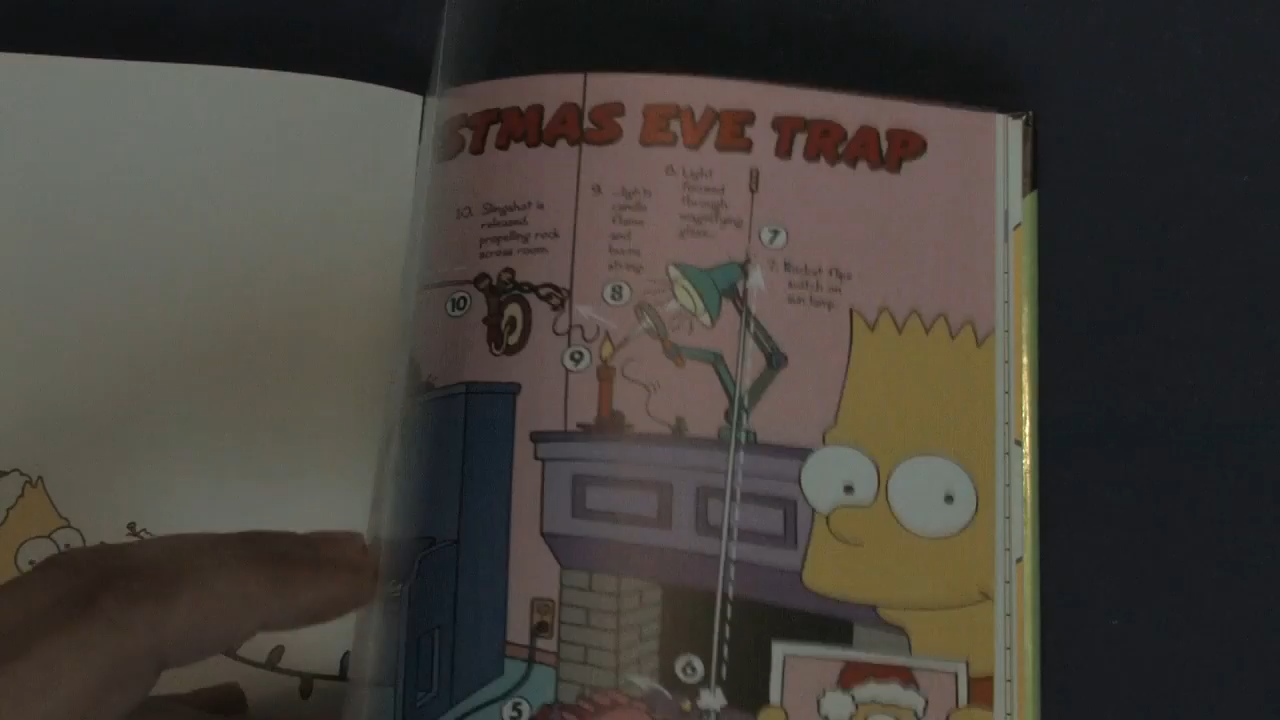 STMAS EVE TRAP
8. Light
focused
through
magnifying
glass...
9. ...lights
candle
flame
and
burns
string.
10. Slingshot is
released,
propelling rock
across room.
7
7. Rocket flips
switch on
sun lamp.
8
10
9
6
5